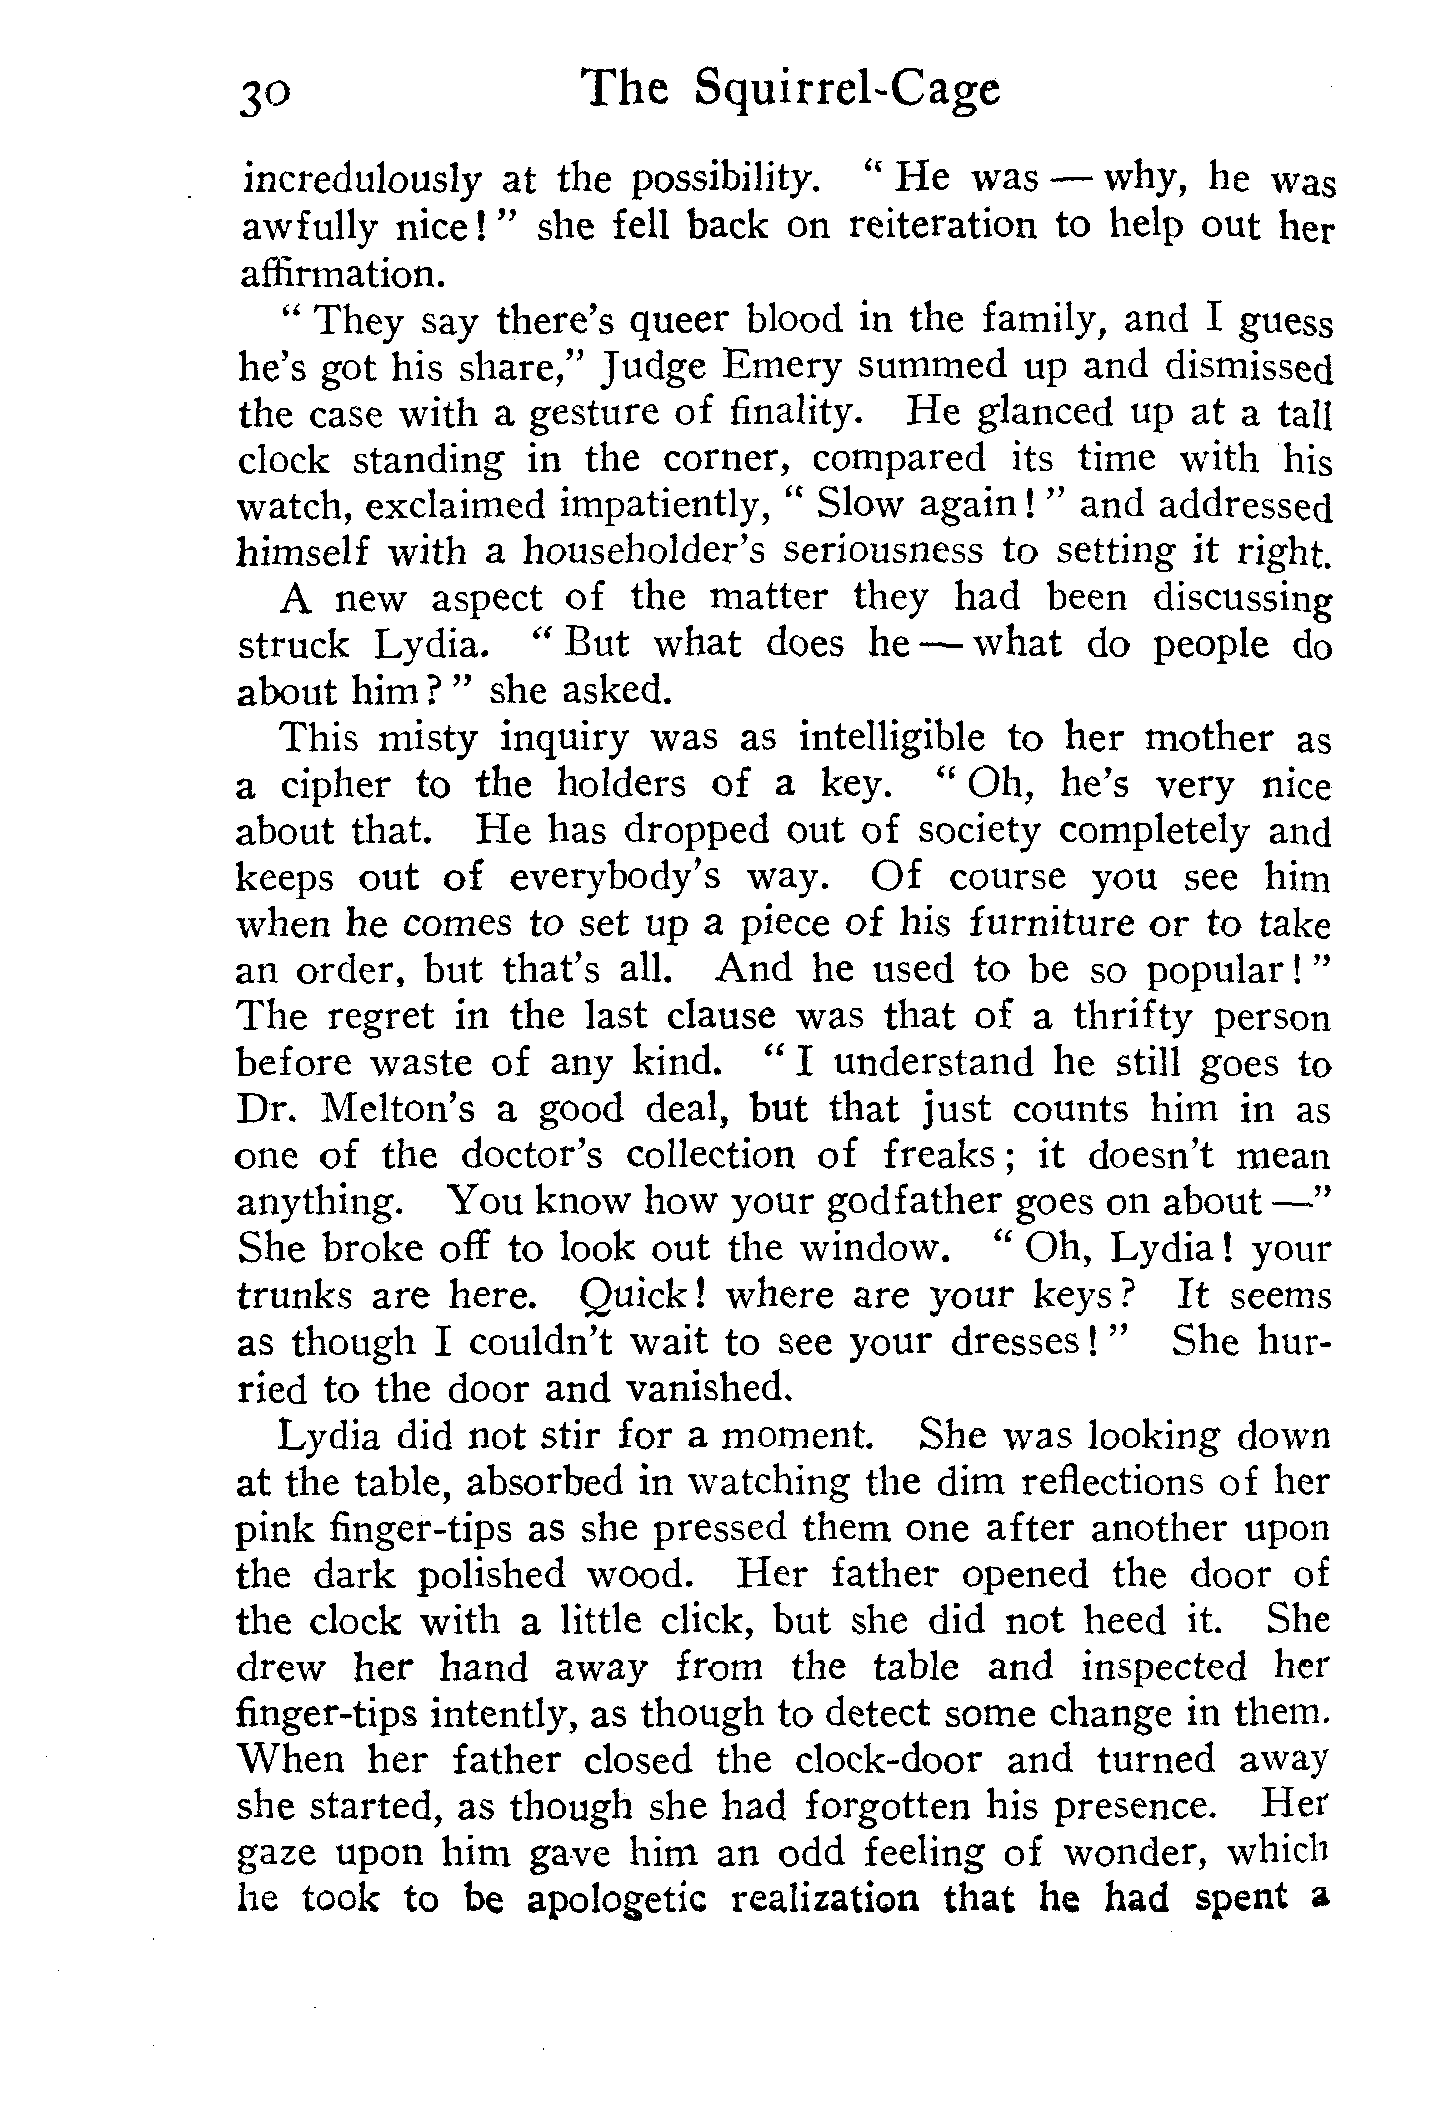 30 The Squirrel-Cage
incredulously at the possibility. " He was — why, he was
awfully nice! " she fell back on reiteration to help out her
affirmation.
" They say there's queer blood in the family, and I guess
he's got his share," Judge Emery summed up and dismissed
the case with a gesture of finality. He glanced up at a tall
clock standing in the corner, compared its time with his
watch, exclaimed impatiently, " Slow again! " and addressed
himself with a householder's seriousness to setting it right.
A new aspect of the matter they had been discussing
struck Lydia. " But what does he — what do people do
about him? " she asked.
This misty inquiry was as intelligible to her mother as
a cipher to the holders of a key. " Oh, he's very nice
about that. He has dropped out of society completely and
keeps out of everybody's way. Of course you see him
when he comes to set up a piece of his furniture or to take
an order, but that's all. And he used to be so popular! "
The regret in the last clause was that of a thrifty person
before waste of any kind. " I understand he still goes to
Dr. Melton's a good deal, but that just counts him in as
one of the doctor's collection of freaks; it doesn't mean
anything. You know how your godfather goes on about —"
She broke off to look out the window. " Oh, Lydia! your
trunks are here. Quick! where are your keys? It seems
as though I couldn't wait to see your dresses! " She hur-
ried to the door and vanished.
Lydia did not stir for a moment. She was looking down
at the table, absorbed in watching the dim reflections of her
pink finger-tips as she pressed them one after another upon
the dark polished wood. Her father opened the door of
the clock with a little click, but she did not heed it. She
drew her hand away from the table and inspected her
finger-tips intently, as though to detect some change in them.
When her father closed the clock-door and turned away
she started, as though she had forgotten his presence. Her
gaze upon him gave him an odd feeling of wonder, which
he took to be apologetic realization that he had spent a